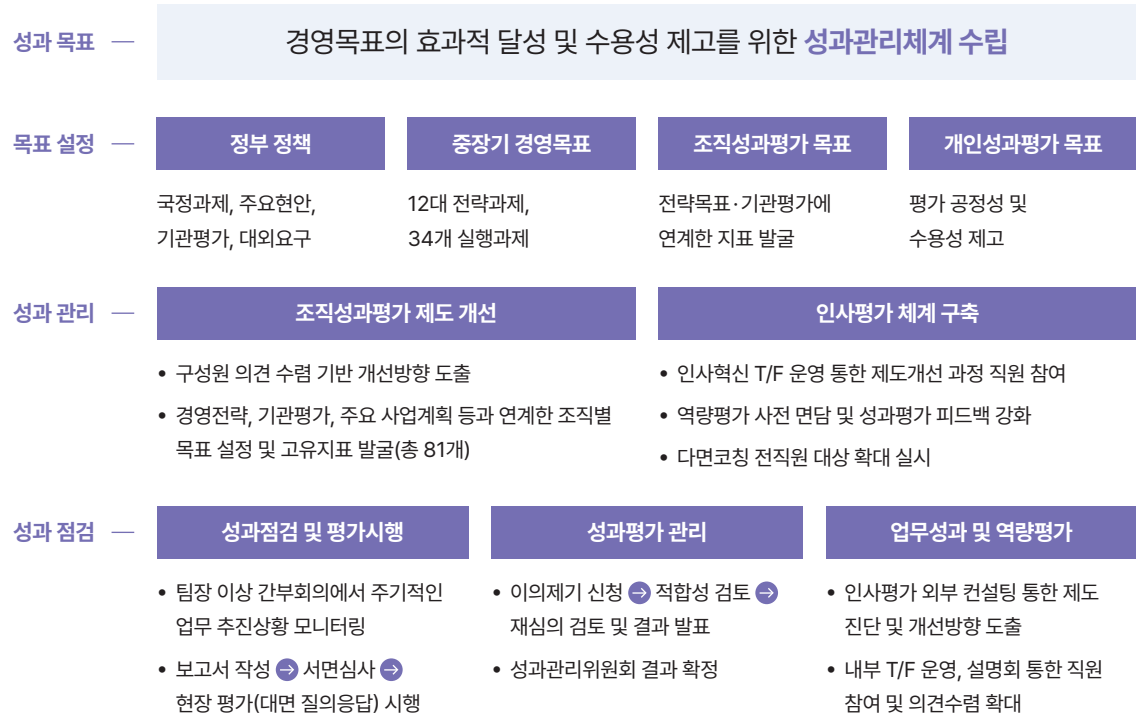 성과 목표
경영목표의 효과적 달성 및 수용성 제고를 위한 성과관리체계 수립
목표 설정
정부 정책
국정과제, 주요현안,
기관평가, 대외요구
중장기 경영목표
12대 전략과제,
34개 실행과제
조직성과평가 목표
전략목표·기관평가에
연계한 지표 발굴
개인성과평가 목표
평가 공정성 및
수용성 제고
성과 관리
조직성과평가 제도 개선
• 구성원 의견 수렴 기반 개선방향 도출
• 경영전략, 기관평가, 주요 사업계획 등과 연계한 조직별
목표 설정 및 고유지표 발굴(총 81개)
인사평가 체계 구축
• 인사혁신 T/F 운영 통한 제도개선 과정 직원 참여
• 역량평가 사전 면담 및 성과평가 피드백 강화
• 다면코칭 전직원 대상 확대 실시
성과 점검
성과점검 및 평가시행
• 팀장 이상 간부회의에서 주기적인
업무 추진상황 모니터링
• 보고서 작성 → 서면심사 →
현장 평가(대면 질의응답) 시행
성과평가 관리
• 이의제기 신청 → 적합성 검토 →
재심의 검토 및 결과 발표
• 성과관리위원회 결과 확정
업무성과 및 역량평가
• 인사평가 외부 컨설팅 통한 제도
진단 및 개선방향 도출
• 내부 T/F 운영, 설명회 통한 직원
참여 및 의견수렴 확대